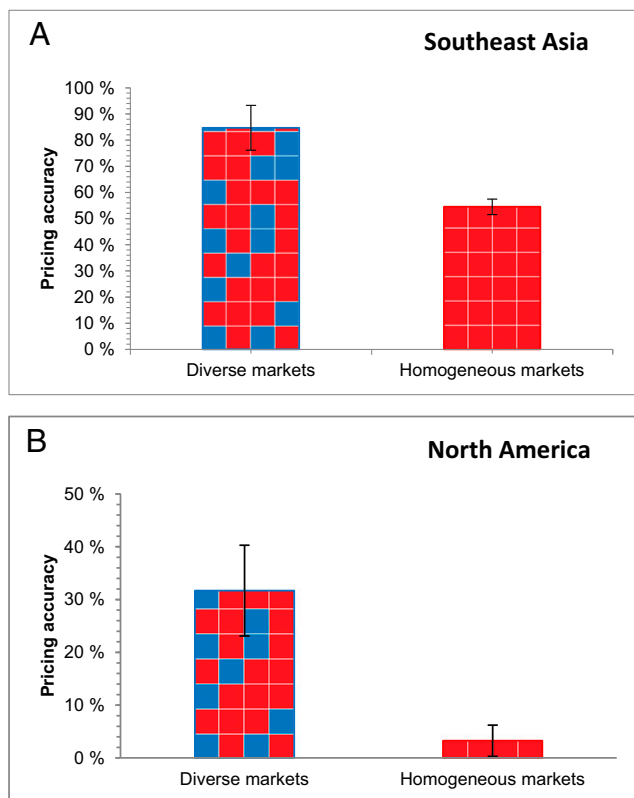 A
Southeast Asia
Pricing accuracy
100 %
90 %
80 %
70 %
60 %
50 %
40 %
30 %
20 %
10 %
0 %
Diverse markets
Homogeneous markets
B
North America
Pricing accuracy
50 %
40 %
30 %
20 %
10 %
0 %
Diverse markets
Homogeneous markets